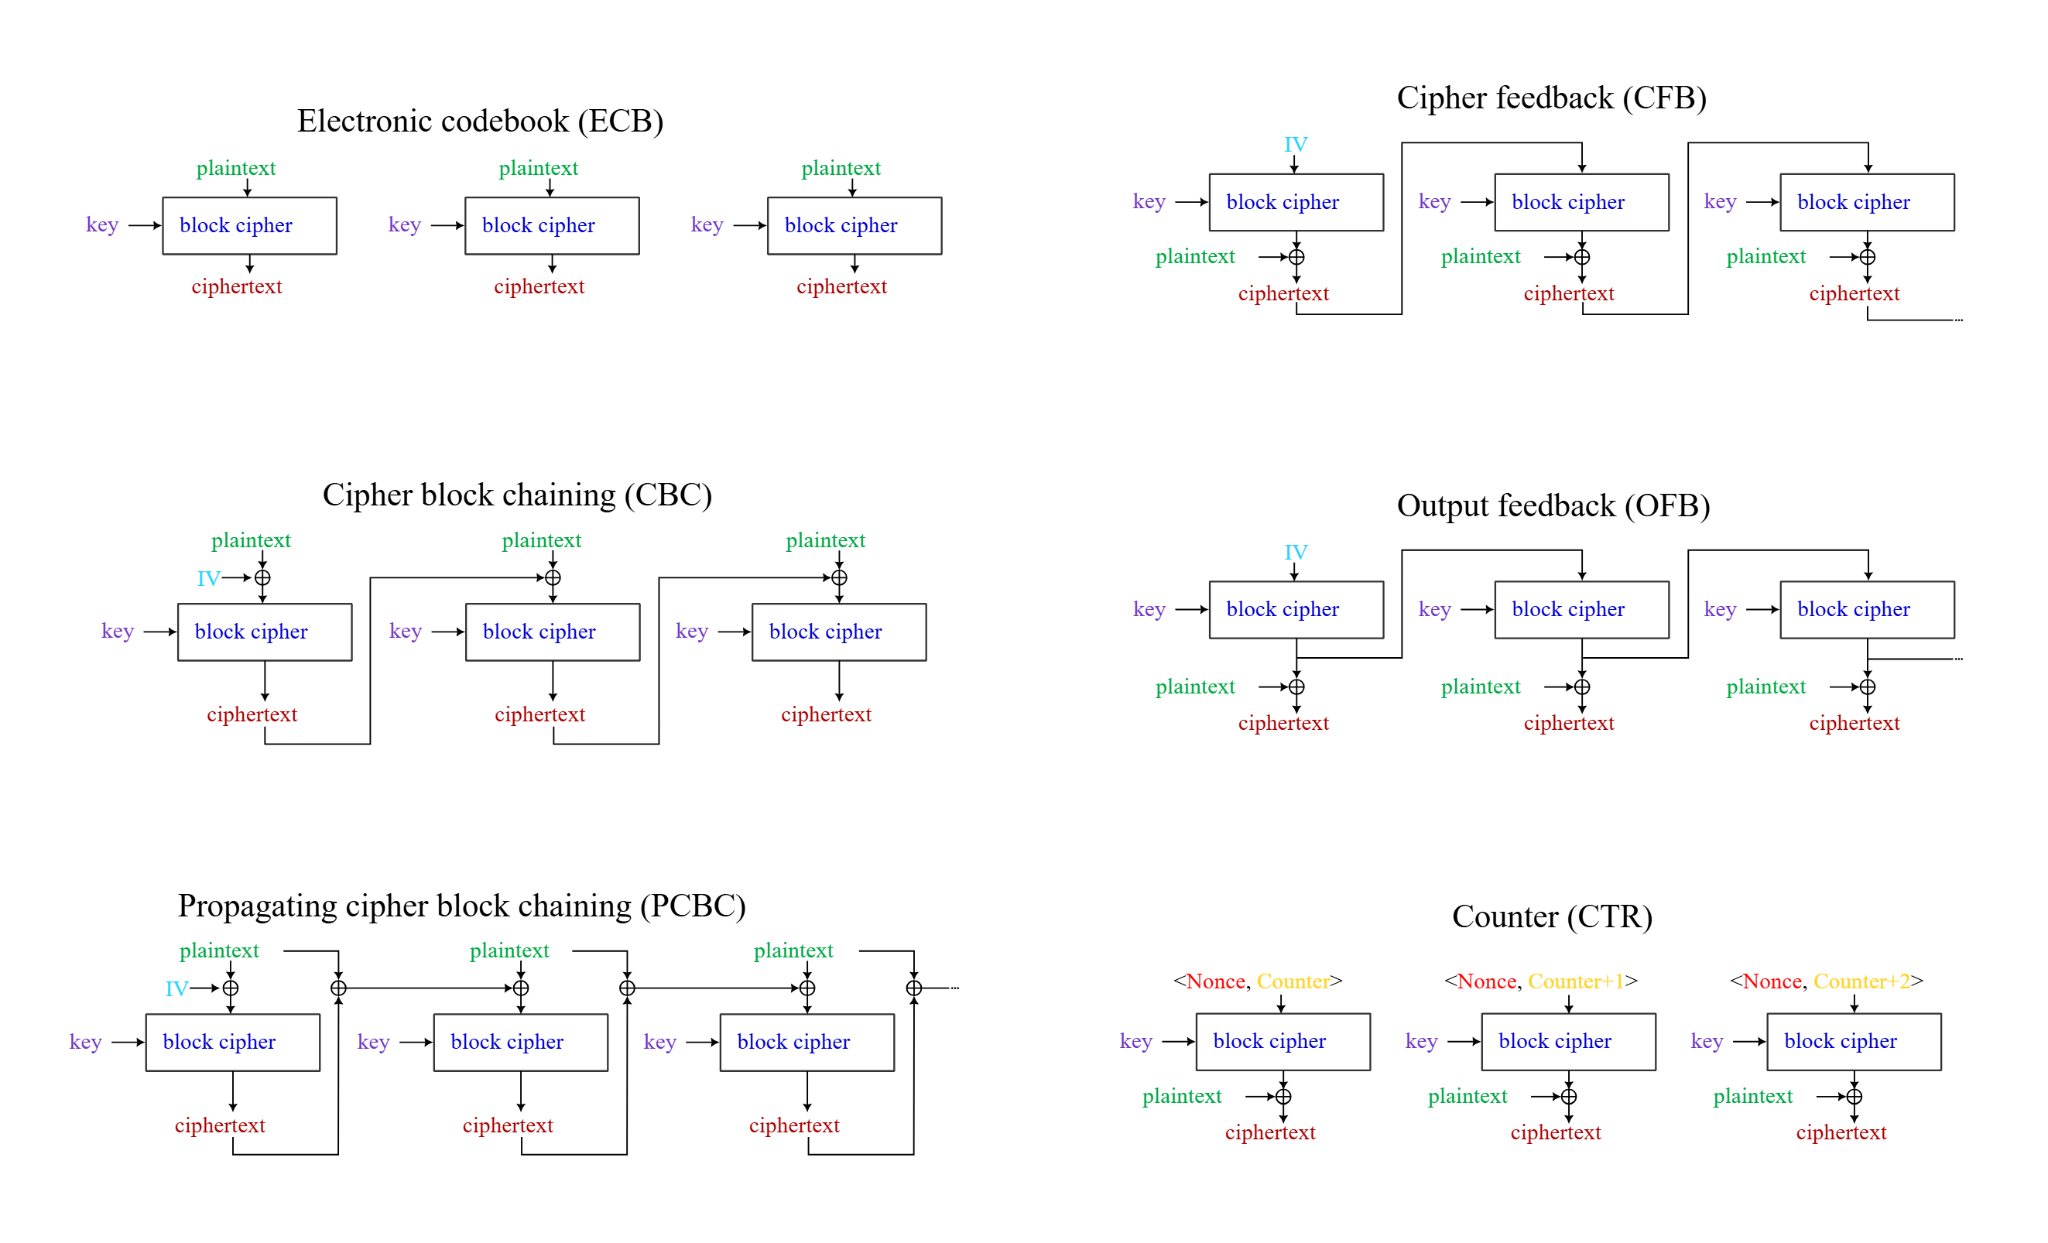 Electronic codebook (ECB)
plaintext plaintext plaintext
key block cipher key block cipher key block cipher
ciphertext ciphertext ciphertext
Cipher block chaining (CBC)
plaintext plaintext plaintext
IV
key block cipher key block cipher key block cipher
ciphertext ciphertext ciphertext
Propagating cipher block chaining (PCBC)
plaintext plaintext plaintext
IV ...
key block cipher key block cipher key block cipher
ciphertext ciphertext ciphertext
Cipher feedback (CFB)
IV
key block cipher key block cipher key block cipher
plaintext plaintext plaintext
ciphertext ciphertext ciphertext
...
Output feedback (OFB)
IV
key block cipher key block cipher key block cipher
...
plaintext plaintext plaintext
ciphertext ciphertext ciphertext
Counter (CTR)
<Nonce, Counter> <Nonce, Counter+1> <Nonce, Counter+2>
key block cipher key block cipher key block cipher
plaintext plaintext plaintext
ciphertext ciphertext ciphertext